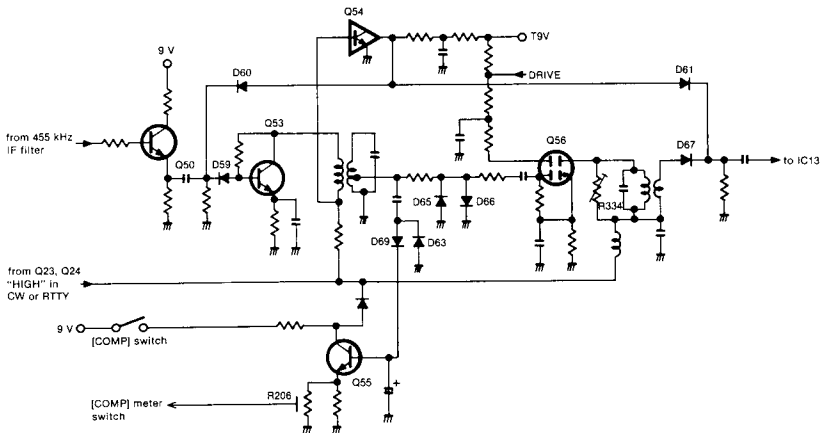 Q54
9 V
T9V
D60
DRIVE
D61
Q53
from 455 kHz
IF filter
Q56
D67
Q50
D59
to IC13
D65
D66
R334
D69
D63
from Q23, Q24
"HIGH" in
CW or RTTY
9 V
[COMP] switch
Q55
+
R206
[COMP] meter
switch